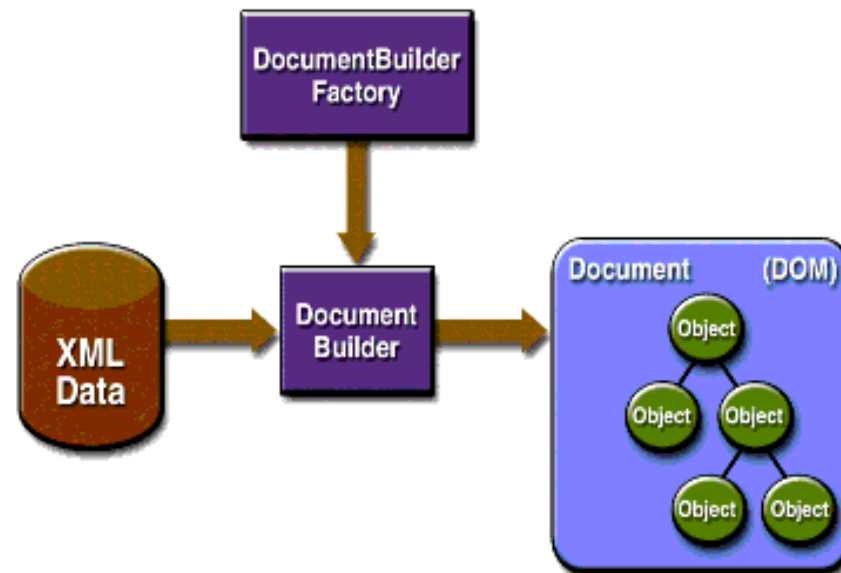 DocumentBuilder
Factory
XML
Data
Document
Builder
Document (DOM)
Object
Object
Object
Object
Object